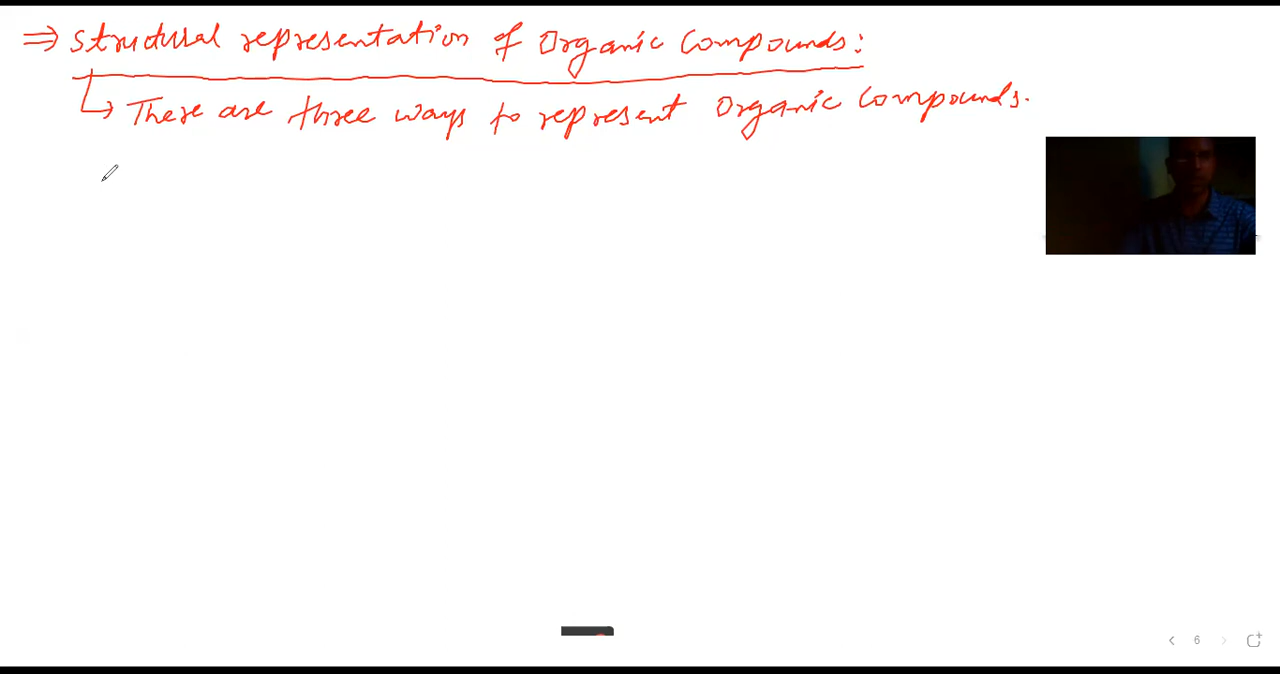 ⇒ Structural representation of Organic Compounds:
↳ There are three ways to represent Organic Compounds.
6